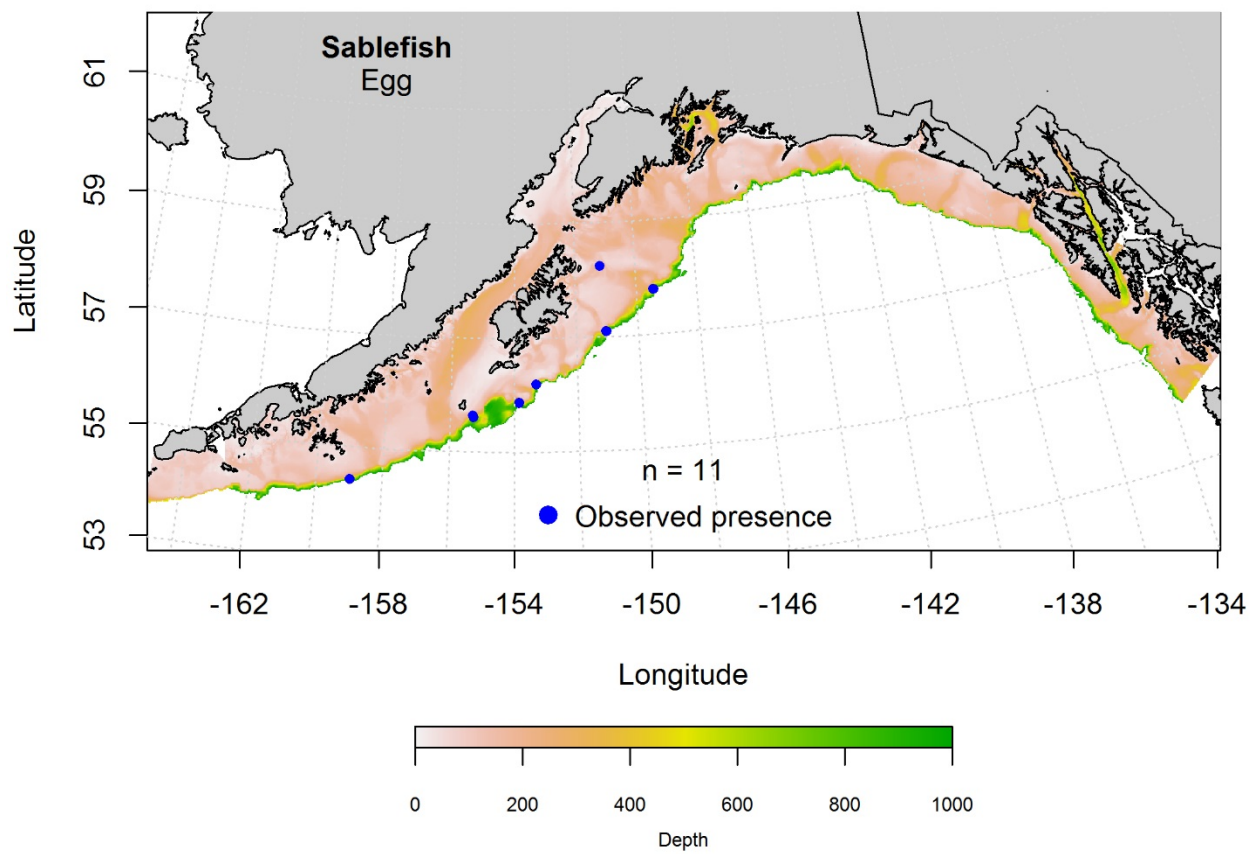 Sablefish
Egg
61
59
57
55
53
Latitude
n = 11
Observed presence
-162 -158 -154 -150 -146 -142 -138 -134
Longitude
0 200 400 600 800 1000
Depth